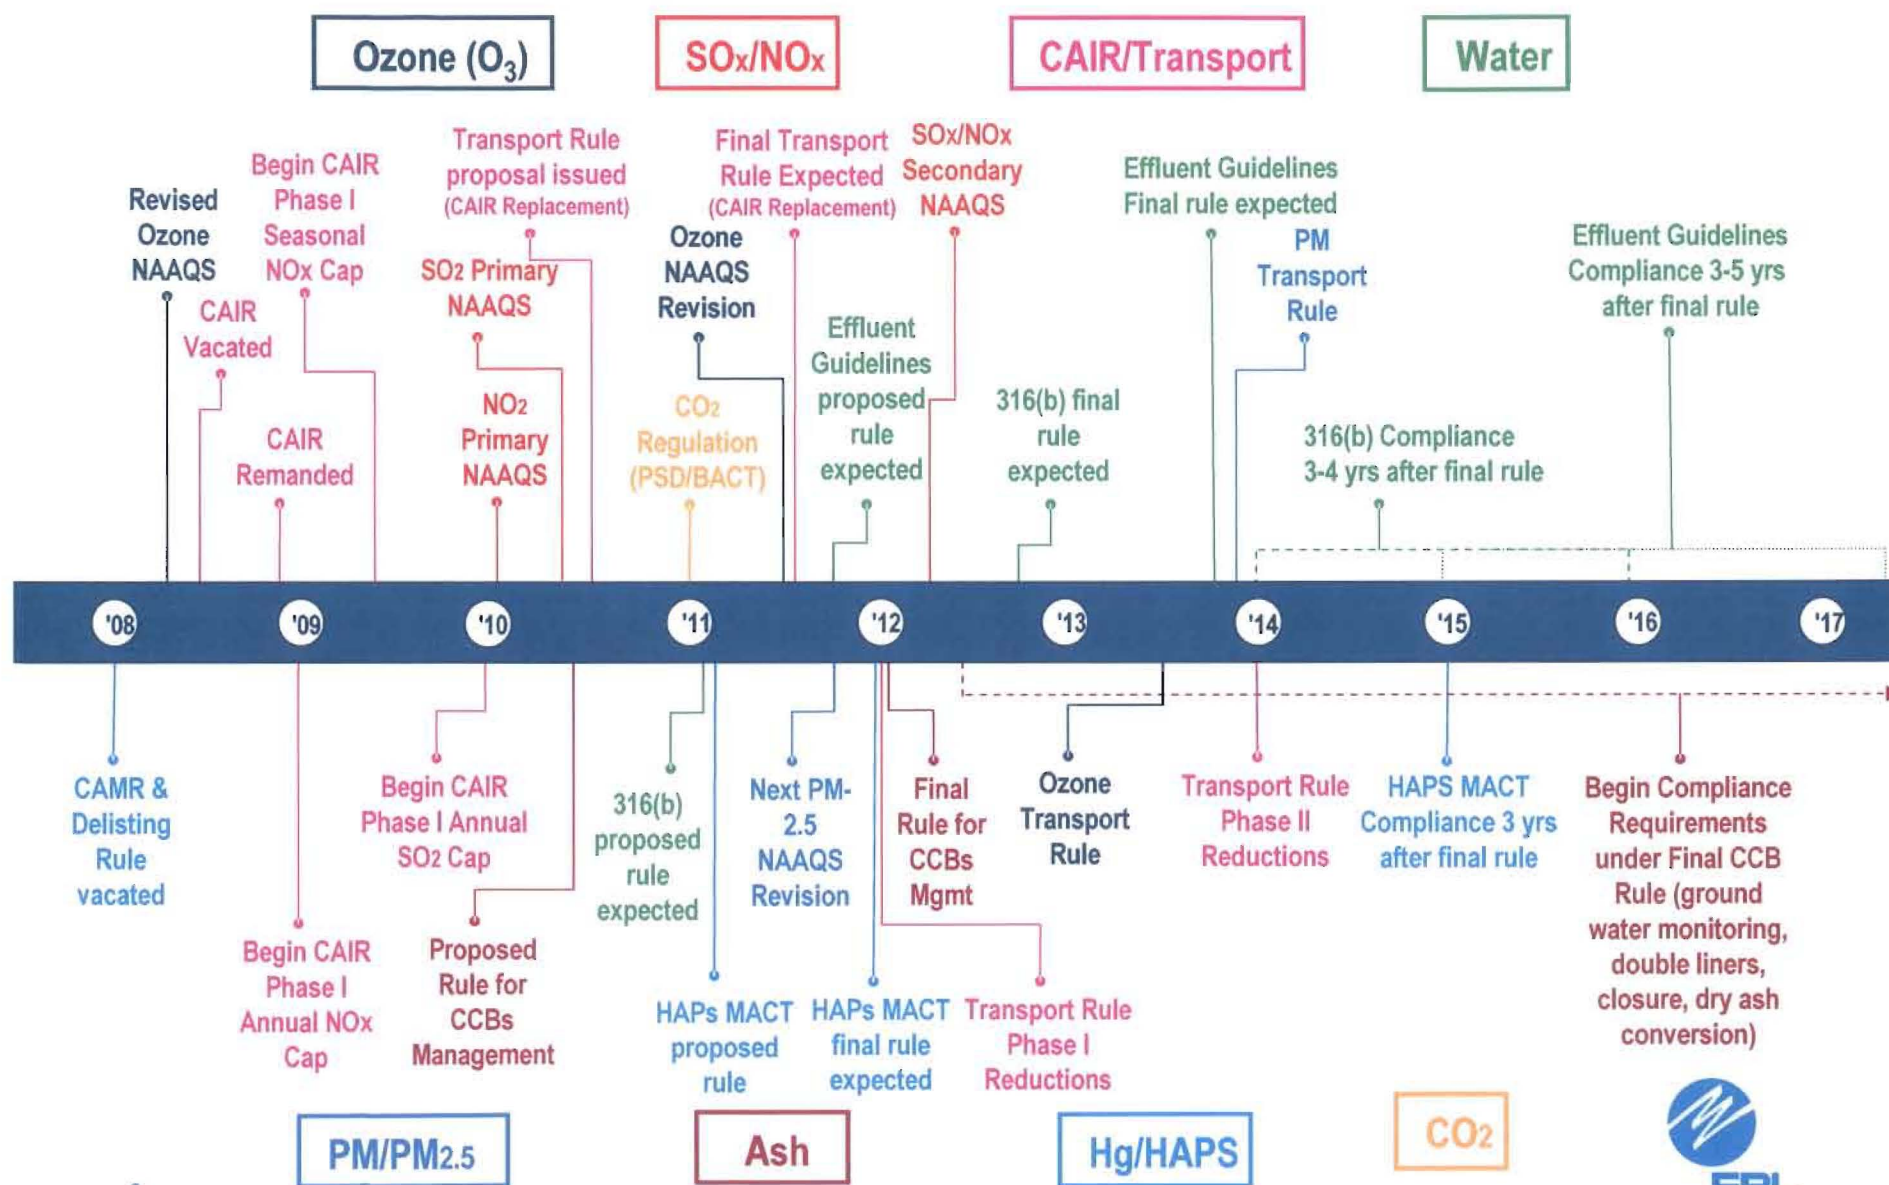 Ozone (O3)
SOx/NOx
CAIR/Transport
Water
Revised
Ozone
NAAQS
CAIR
Vacated
Begin CAIR
Phase I
Seasonal
NOx Cap
CAIR
Remanded
Transport Rule
proposal issued
(CAIR Replacement)
SO2 Primary
NAAQS
NO2
Primary
NAAQS
Final Transport
Rule Expected
(CAIR Replacement)
Ozone
NAAQS
Revision
CO2
Regulation
(PSD/BACT)
Effluent
Guidelines
proposed
rule
expected
SOx/NOx
Secondary
NAAQS
316(b) final
rule
expected
Effluent Guidelines
Final rule expected
PM
Transport
Rule
316(b) Compliance
3-4 yrs after final rule
Effluent Guidelines
Compliance 3-5 yrs
after final rule
'08 '09 '10 '11 '12 '13 '14 '15 '16 '17
CAMR &
Delisting
Rule
vacated
Begin CAIR
Phase I
Annual NOx
Cap
Begin CAIR
Phase I Annual
SO2 Cap
Proposed
Rule for
CCBs
Management
316(b)
proposed
rule
expected
HAPs MACT
proposed
rule
Next PM-
2.5
NAAQS
Revision
HAPs MACT
final rule
expected
Final
Rule for
CCBs
Mgmt
Transport Rule
Phase I
Reductions
Ozone
Transport
Rule
Transport Rule
Phase II
Reductions
HAPS MACT
Compliance 3 yrs
after final rule
Begin Compliance
Requirements
under Final CCB
Rule (ground
water monitoring,
double liners,
closure, dry ash
conversion)
PM/PM2.5
Ash
Hg/HAPS
CO2